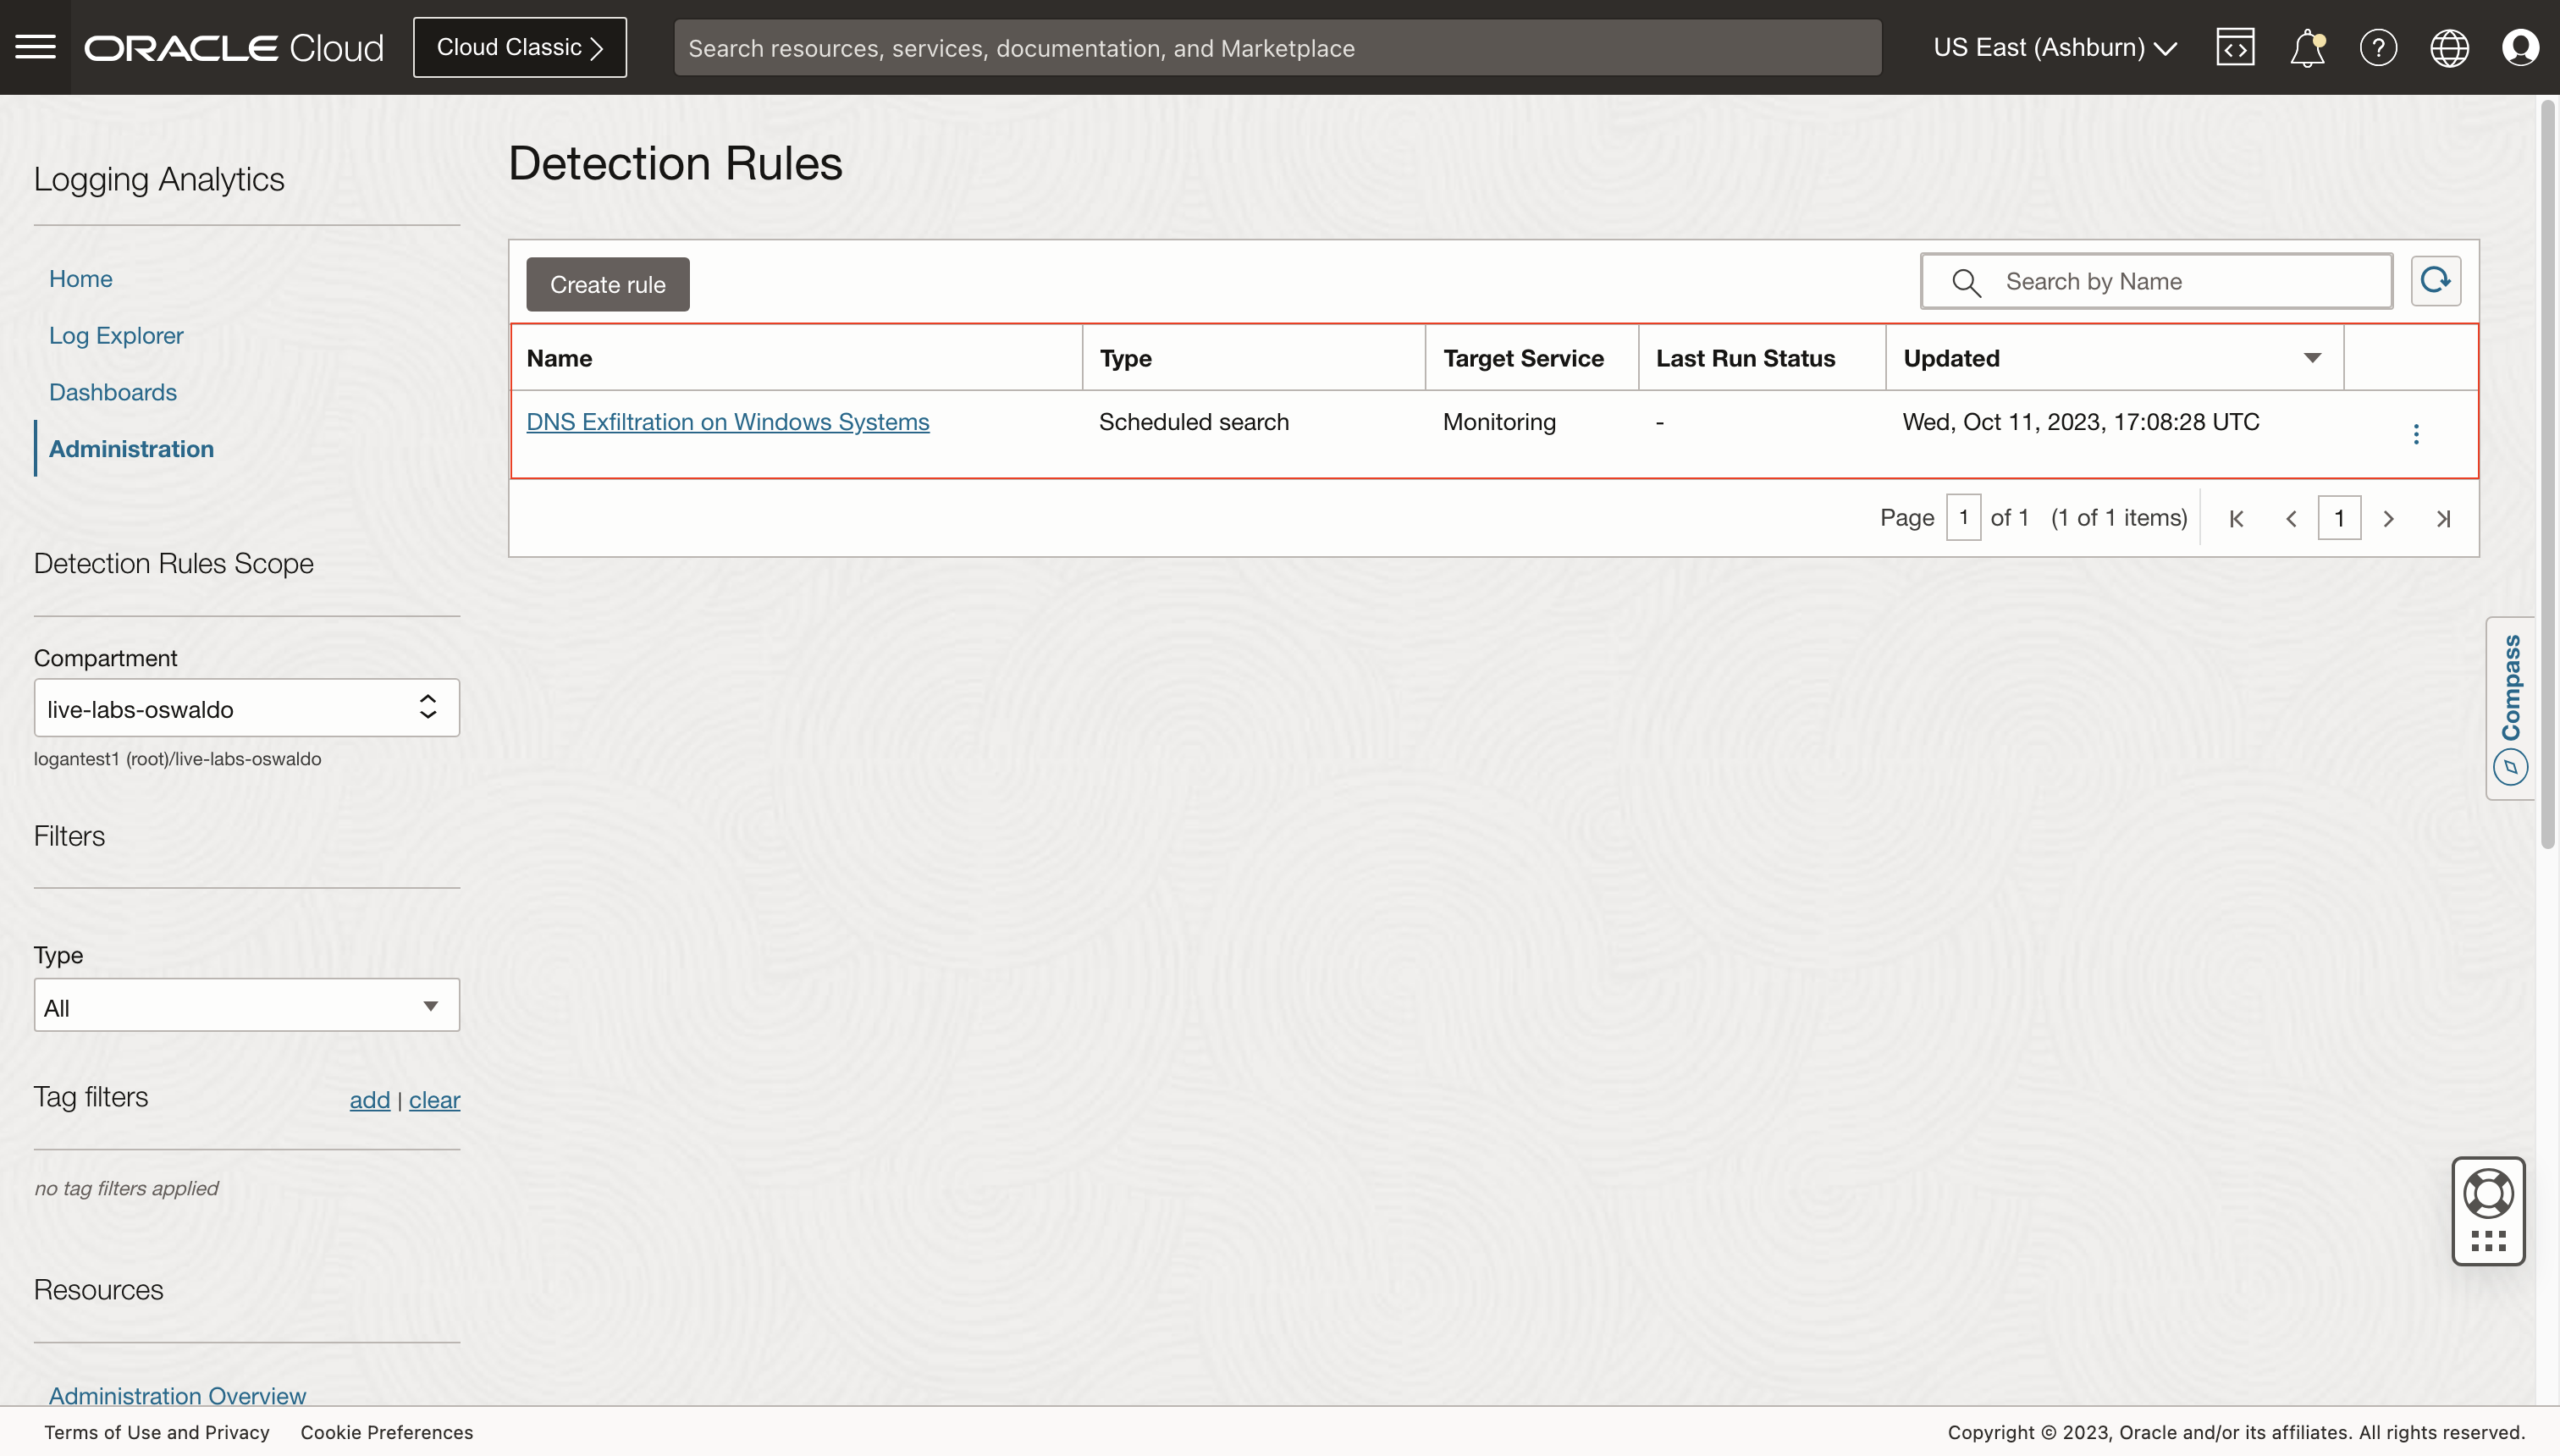 ORACLE Cloud
Cloud Classic
Search resources, services, documentation, and Marketplace
US East (Ashburn)
Logging Analytics
Home
Log Explorer
Dashboards
Administration
Detection Rules Scope
Compartment
live-labs-oswaldo
logantest1 (root)/live-labs-oswaldo
Filters
Type
All
Tag filters
add | clear
no tag filters applied
Resources
Administration Overview
Detection Rules
Create rule
Search by Name
Name Type Target Service Last Run Status Updated
DNS Exfiltration on Windows Systems Scheduled search Monitoring - Wed, Oct 11, 2023, 17:08:28 UTC
Page 1 of 1 (1 of 1 items) 1
Compass
Terms of Use and Privacy Cookie Preferences
Copyright © 2023, Oracle and/or its affiliates. All rights reserved.